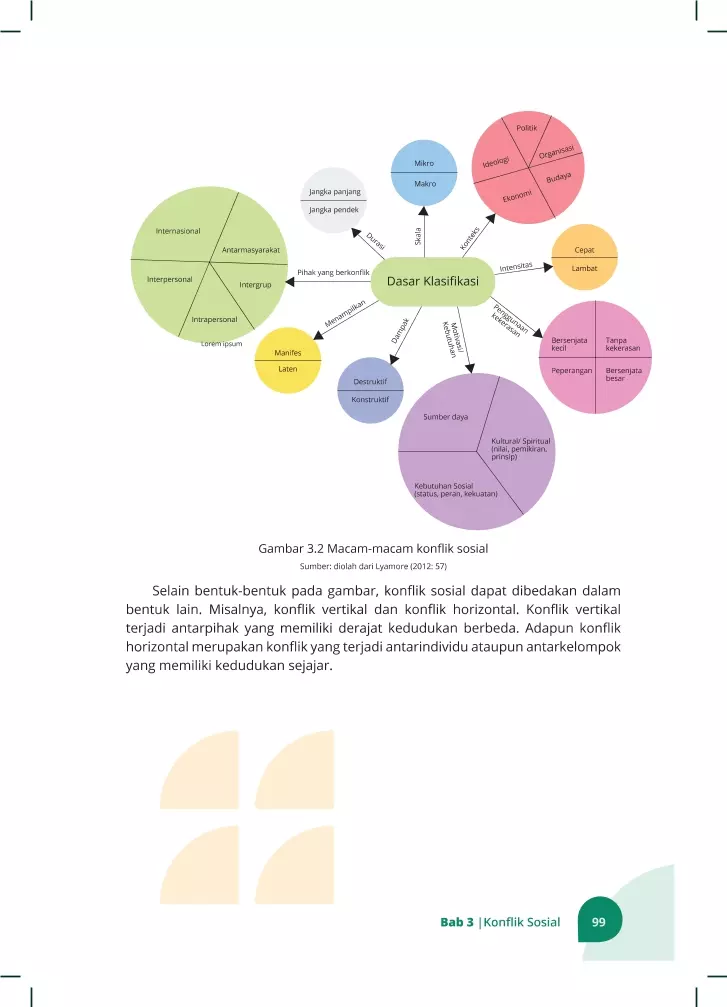 Politik
Ideologi
Organisasi
Budaya
Ekonomi
Mikro
Makro
Jangka panjang
Jangka pendek
Internasional
Antarmasyarakat
Interpersonal
Intergrup
Intrapersonal
Lorem ipsum
Durasi
Skala
Konteks
Cepat
Lambat
Intensitas
Pihak yang berkonflik
Dasar Klasifikasi
Menampilkan
Dampak
Motivasi/
Kebutuhan
Penggunaan
kekerasan
Bersenjata
kecil
Tanpa
kekerasan
Peperangan
Bersenjata
besar
Manifes
Laten
Destruktif
Konstruktif
Sumber daya
Kultural/ Spiritual
(nilai, pemikiran,
prinsip)
Kebutuhan Sosial
(status, peran, kekuatan)
Gambar 3.2 Macam-macam konflik sosial
Sumber: diolah dari Lyamore (2012: 57)
Selain bentuk-bentuk pada gambar, konflik sosial dapat dibedakan dalam
bentuk lain. Misalnya, konflik vertikal dan konflik horizontal. Konflik vertikal
terjadi antarpihak yang memiliki derajat kedudukan berbeda. Adapun konflik
horizontal merupakan konflik yang terjadi antarindividu ataupun antarkelompok
yang memiliki kedudukan sejajar.
Bab 3 |Konflik Sosial 99